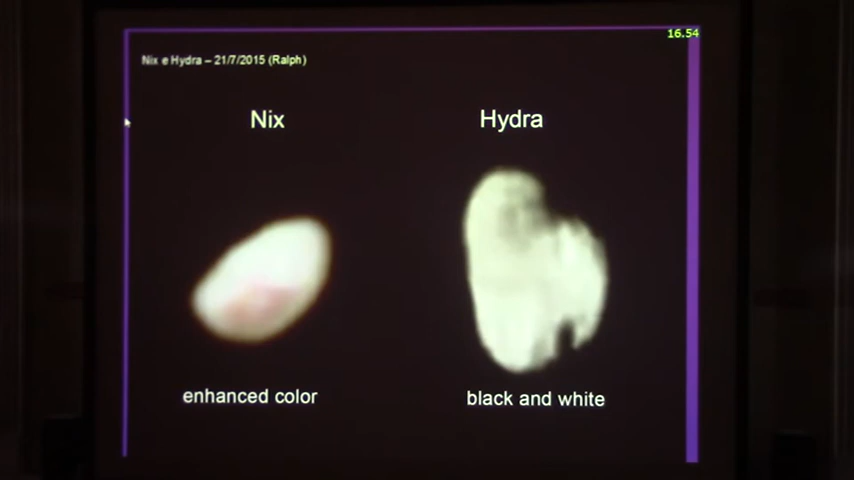 16.54
Nix e Hydra – 21/7/2015 (Ralph)
Nix
Hydra
enhanced color
black and white